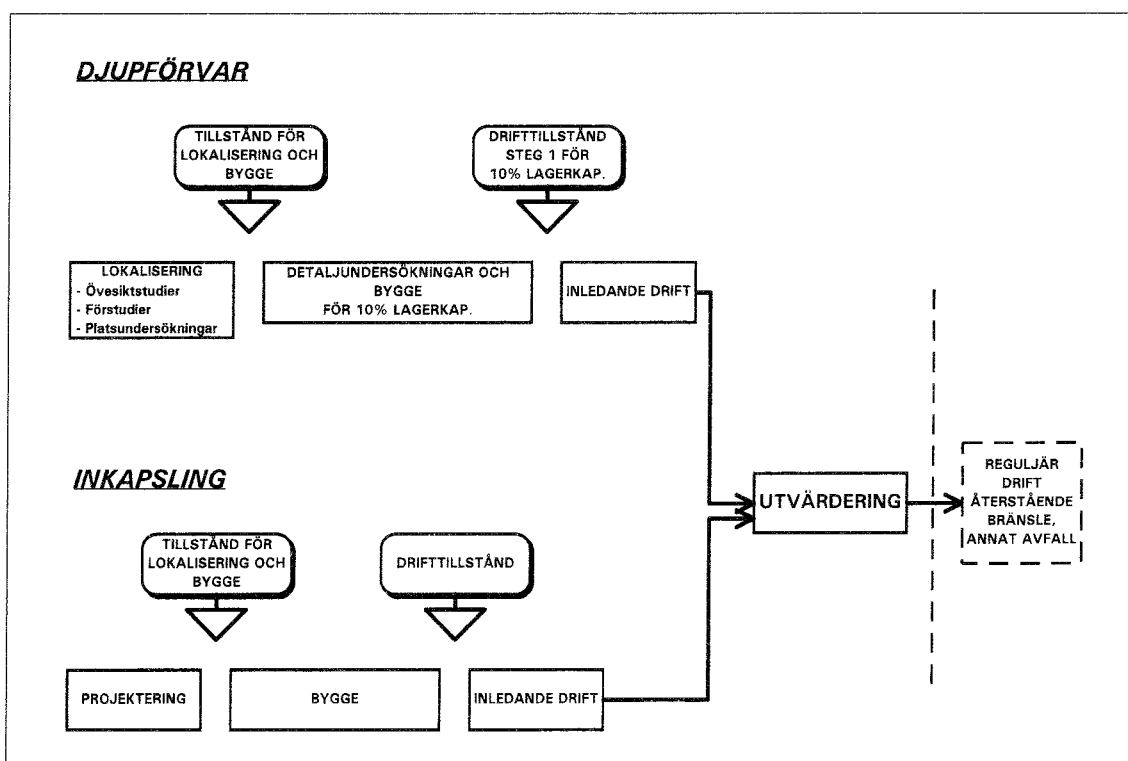 DJUPFÖRVAR
TILLSTÅND FÖR
LOKALISERING OCH
BYGGE
DRIFTTILLSTÅND
STEG 1 FÖR
10% LAGERKAP.
LOKALISERING
- Övesiktstudier
- Förstudier
- Platsundersökningar
DETALJUNDERSÖKNINGAR OCH
BYGGE
FÖR 10% LAGERKAP.
INLEDANDE DRIFT
INKAPSLING
TILLSTÅND FÖR
LOKALISERING OCH
BYGGE
DRIFTTILLSTÅND
PROJEKTERING
BYGGE
INLEDANDE DRIFT
UTVÄRDERING
REGULJÄR
DRIFT
ÅTERSTÅENDE
BRÄNSLE,
ANNAT AVFALL